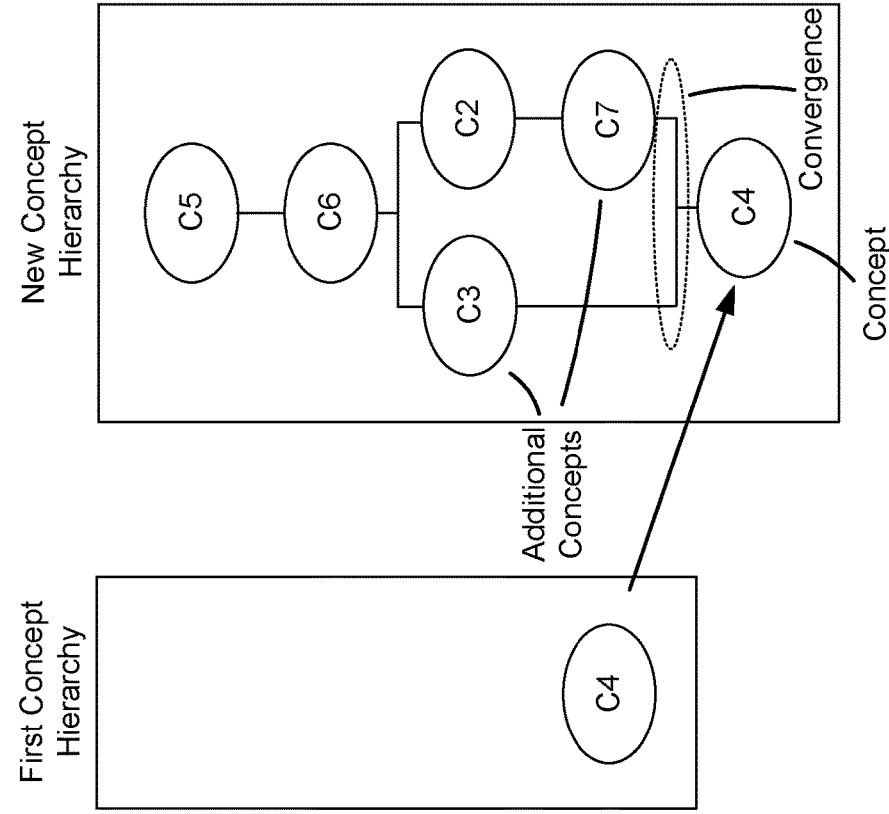 First Concept
Hierarchy
C4
New Concept
Hierarchy
C5
C6
C3
C2
C7
C4
Additional
Concepts
Convergence
Concept